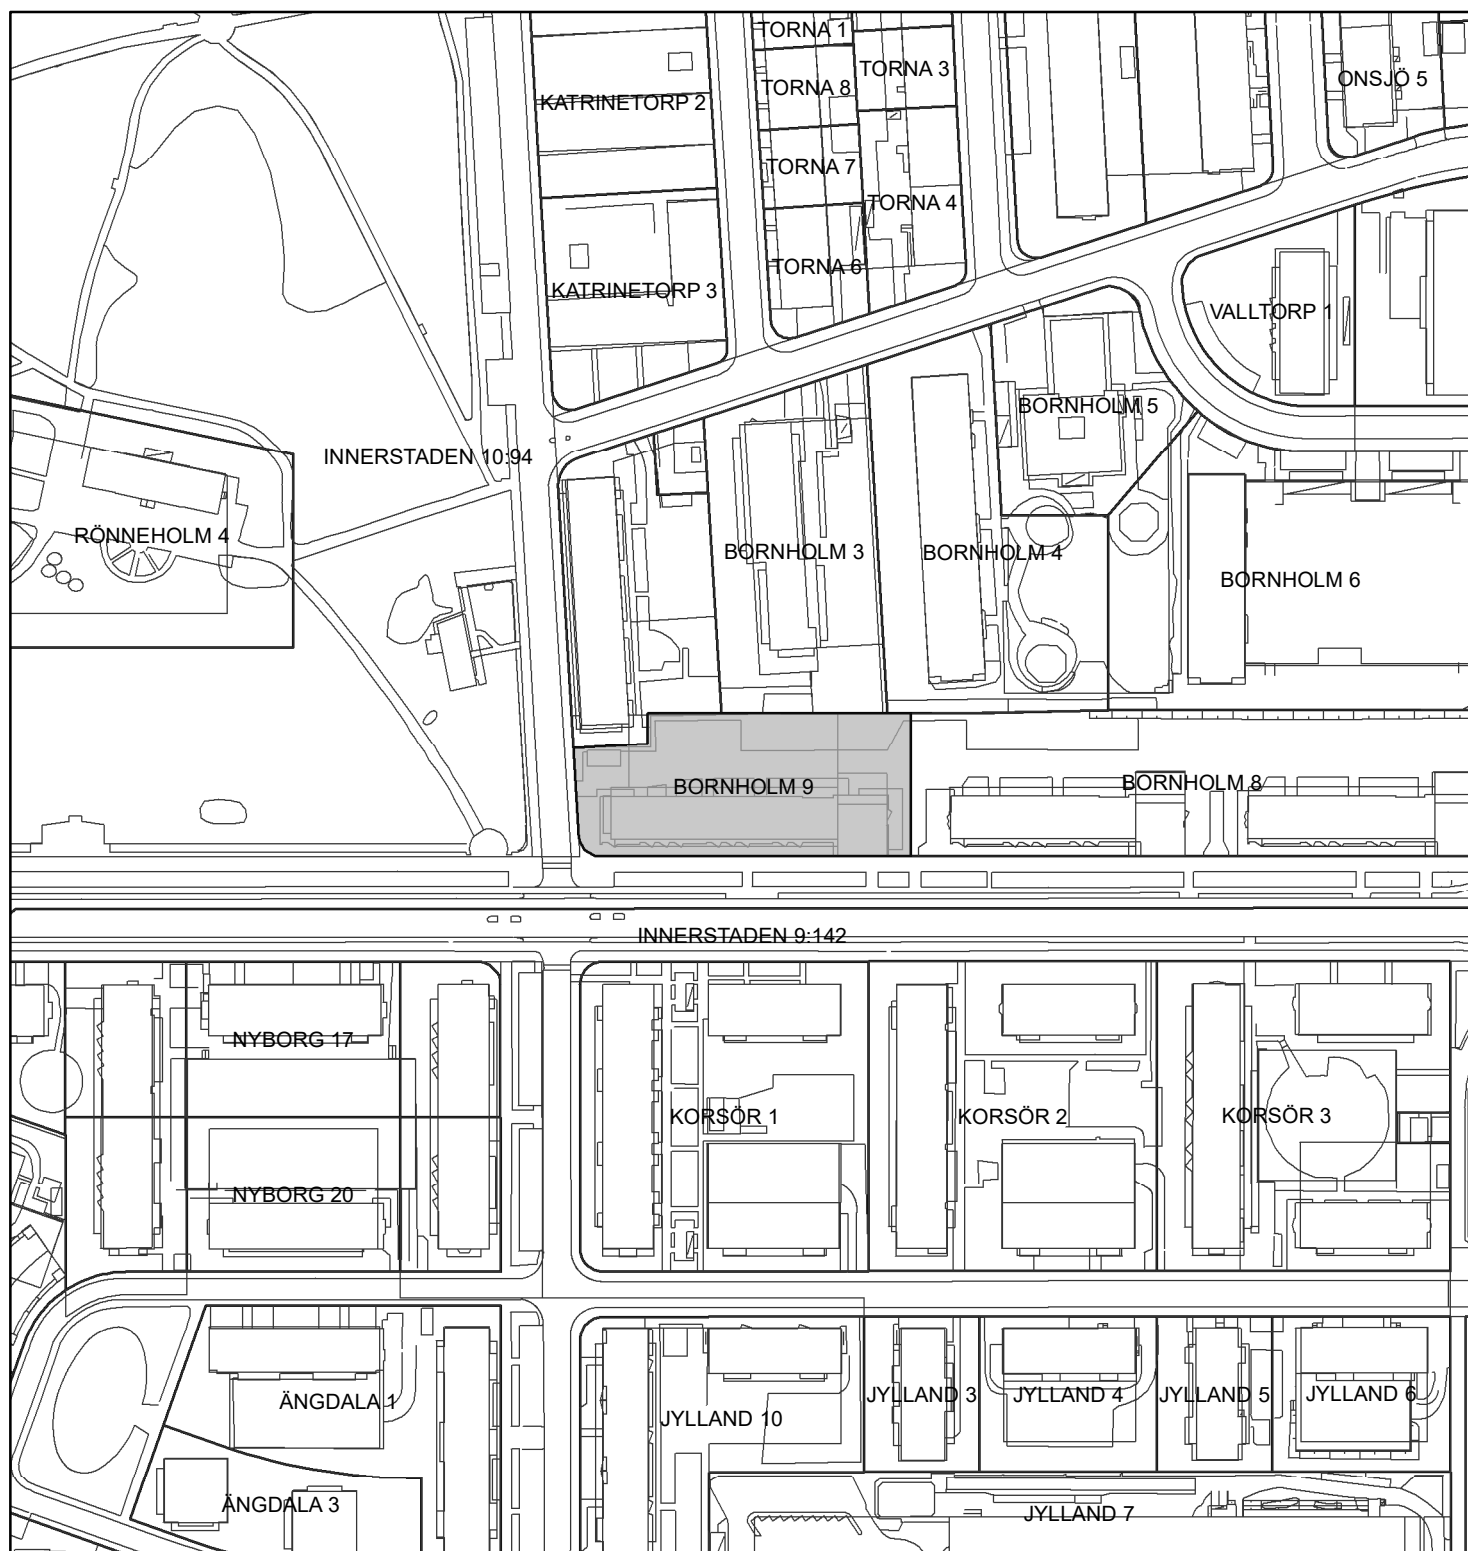 TORNA 1
TORNA 3
ONSJÖ 5
TORNA 8
KATRINETORP 2
TORNA 7
TORNA 4
TORNA 6
KATRINETORP 3
VALLTORP 1
BORNHOLM 5
INNERSTADEN 10:94
RÖNNEHOLM 4
BORNHOLM 3
BORNHOLM 4
BORNHOLM 6
BORNHOLM 9
BORNHOLM 8
INNERSTADEN 9:142
NYBORG 17
KORSÖR 1
KORSÖR 2
KORSÖR 3
NYBORG 20
ÄNGDALA 1
JYLLAND 10
JYLLAND 3
JYLLAND 4
JYLLAND 5
JYLLAND 6
ÄNGDALA 3
JYLLAND 7